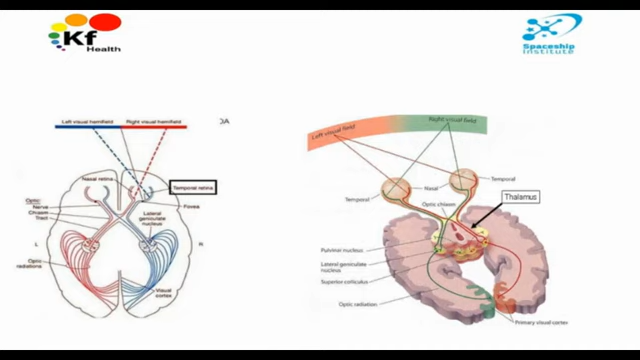 Kf
Health
Spaceship
Institute
Left visual hemifield
Right visual hemifield
Nasal retina
Temporal retina
Optic:
Nerve
Chiasm
Tract
Fovea
Lateral
geniculate
nucleus
L
R
Optic
radiations
Visual
cortex
Left visual field
Right visual field
Temporal
Nasal
Temporal
Optic chiasm
Thalamus
Pulvinar nucleus
Lateral geniculate
nucleus
Superior colliculus
Optic radiation
Primary visual cortex